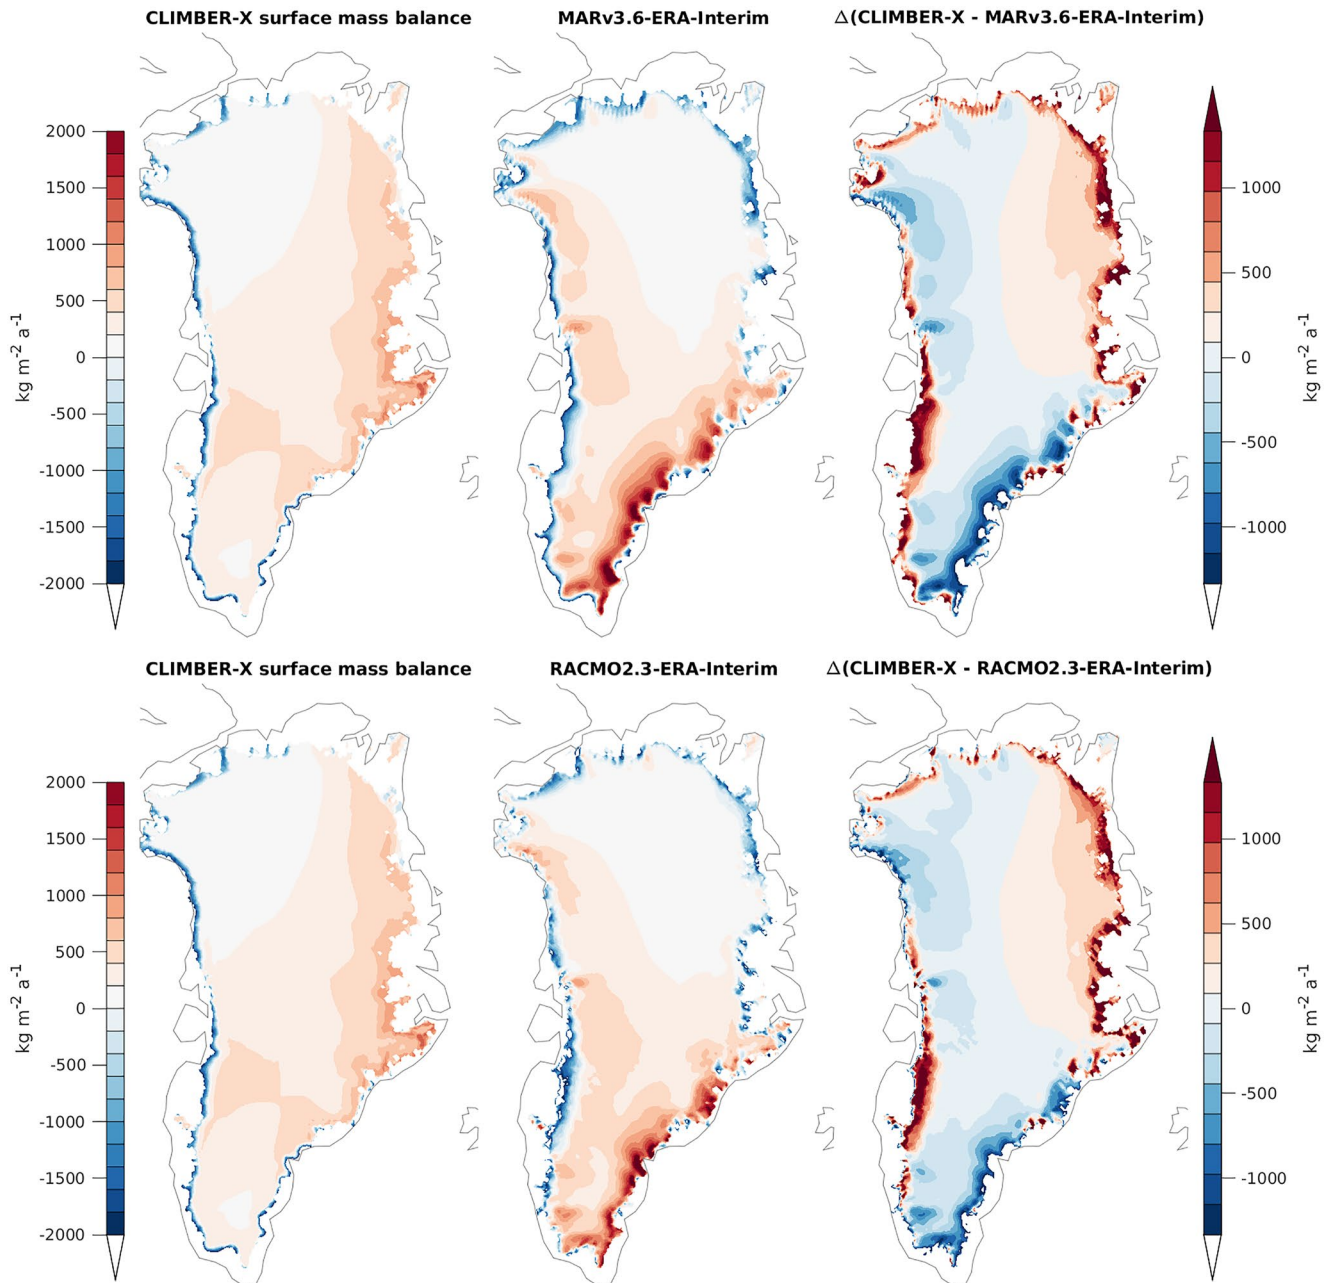 CLIMBER-X surface mass balance
MARv3.6-ERA-Interim
Δ(CLIMBER-X - MARv3.6-ERA-Interim)
2000
1500
1000
500
0
-500
-1000
-1500
-2000
kg m-2 a-1
1000
500
0
-500
-1000
kg m-2 a-1
CLIMBER-X surface mass balance
RACMO2.3-ERA-Interim
Δ(CLIMBER-X - RACMO2.3-ERA-Interim)
2000
1500
1000
500
0
-500
-1000
-1500
-2000
kg m-2 a-1
1000
500
0
-500
-1000
kg m-2 a-1